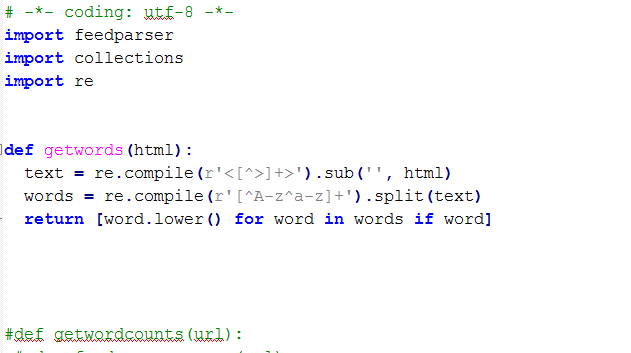 # -*- coding: utf-8 -*-
import feedparser
import collections
import re
def getwords(html):
text = re.compile(r'<[^>]+>').sub('', html)
words = re.compile(r'[^A-z^a-z]+').split(text)
return [word.lower() for word in words if word]
#def getwordcounts(url):